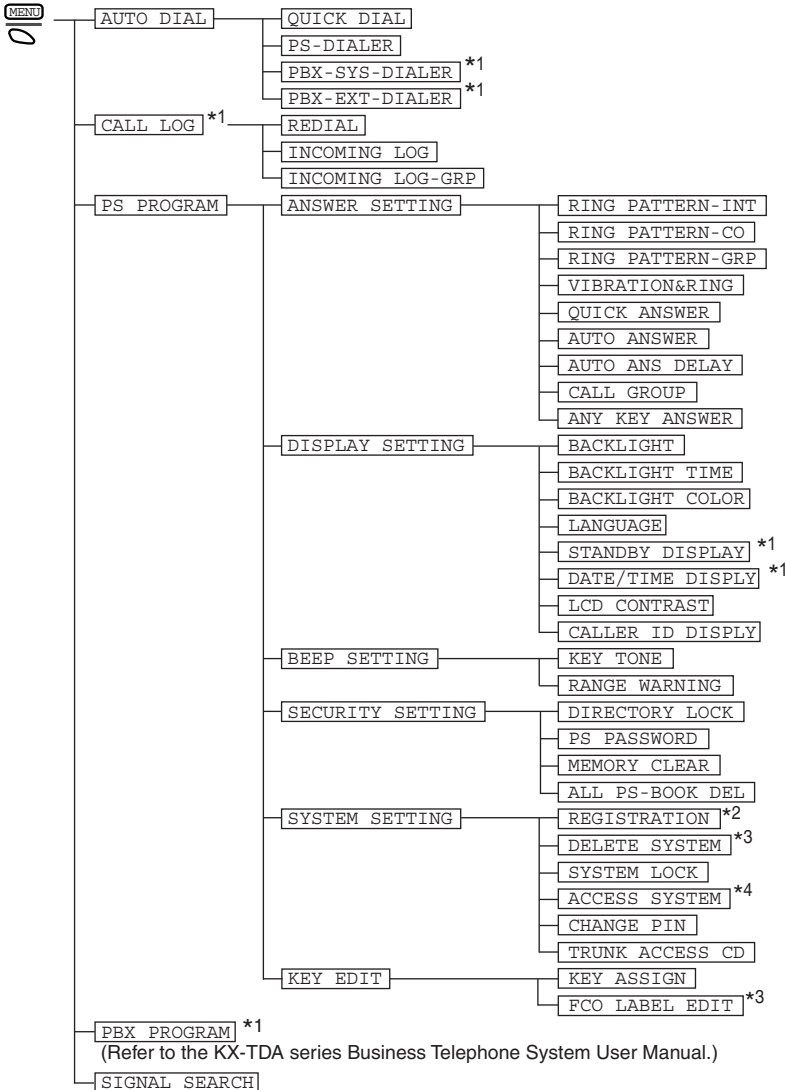 MENU AUTO DIAL QUICK DIAL
PS-DIALER
PBX-SYS-DIALER *1
PBX-EXT-DIALER *1
CALL LOG *1 REDIAL
INCOMING LOG
INCOMING LOG-GRP
PS PROGRAM ANSWER SETTING RING PATTERN-INT
RING PATTERN-CO
RING PATTERN-GRP
VIBRATION&RING
QUICK ANSWER
AUTO ANSWER
AUTO ANS DELAY
CALL GROUP
ANY KEY ANSWER
DISPLAY SETTING BACKLIGHT
BACKLIGHT TIME
BACKLIGHT COLOR
LANGUAGE
STANDBY DISPLAY *1
DATE/TIME DISPLY *1
LCD CONTRAST
CALLER ID DISPLY
BEEP SETTING KEY TONE
RANGE WARNING
SECURITY SETTING DIRECTORY LOCK
PS PASSWORD
MEMORY CLEAR
ALL PS-BOOK DEL
SYSTEM SETTING REGISTRATION *2
DELETE SYSTEM *3
SYSTEM LOCK
ACCESS SYSTEM *4
CHANGE PIN
TRUNK ACCESS CD
KEY EDIT KEY ASSIGN
FCO LABEL EDIT *3
PBX PROGRAM *1
(Refer to the KX-TDA series Business Telephone System User Manual.)
SIGNAL SEARCH